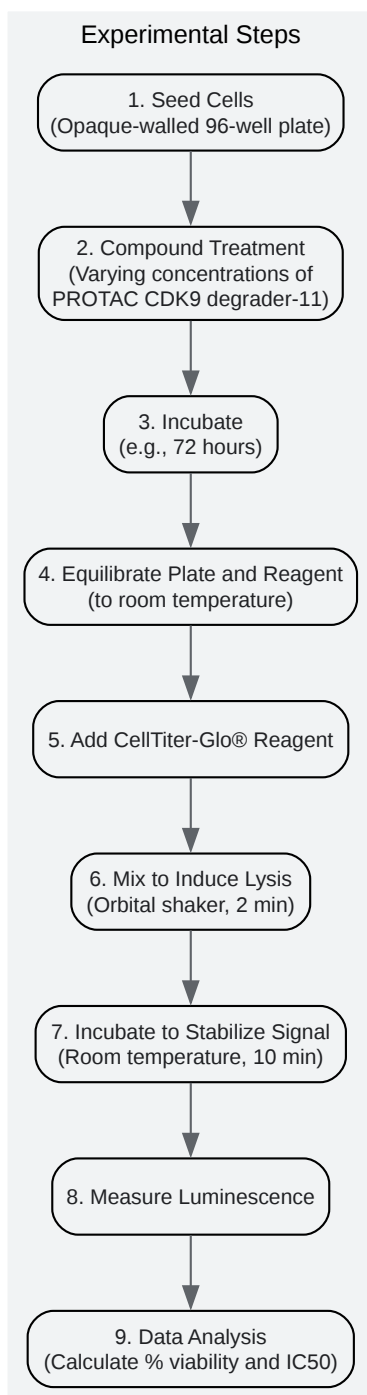 Experimental Steps
1. Seed Cells
(Opaque-walled 96-well plate)
2. Compound Treatment
(Varying concentrations of
PROTAC CDK9 degrader-11)
3. Incubate
(e.g., 72 hours)
4. Equilibrate Plate and Reagent
(to room temperature)
5. Add CellTiter-Glo® Reagent
6. Mix to Induce Lysis
(Orbital shaker, 2 min)
7. Incubate to Stabilize Signal
(Room temperature, 10 min)
8. Measure Luminescence
9. Data Analysis
(Calculate % viability and IC50)